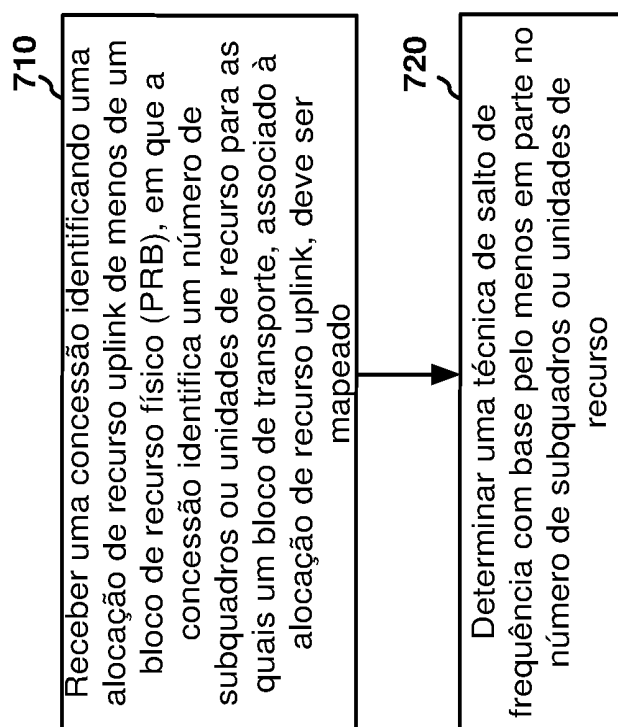 710
Receber uma concessão identificando uma
alocação de recurso uplink de menos de um
bloco de recurso físico (PRB), em que a
concessão identifica um número de
subquadros ou unidades de recurso para as
quais um bloco de transporte, associado à
alocação de recurso uplink, deve ser
mapeado
720
Determinar uma técnica de salto de
frequência com base pelo menos em parte no
número de subquadros ou unidades de
recurso